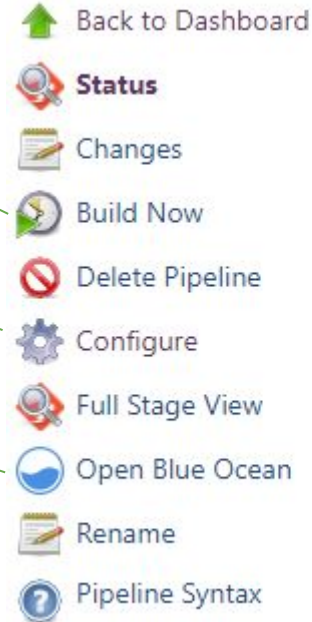 Back to Dashboard
Status
Changes
Build Now
Delete Pipeline
Configure
Full Stage View
Open Blue Ocean
Rename
Pipeline Syntax